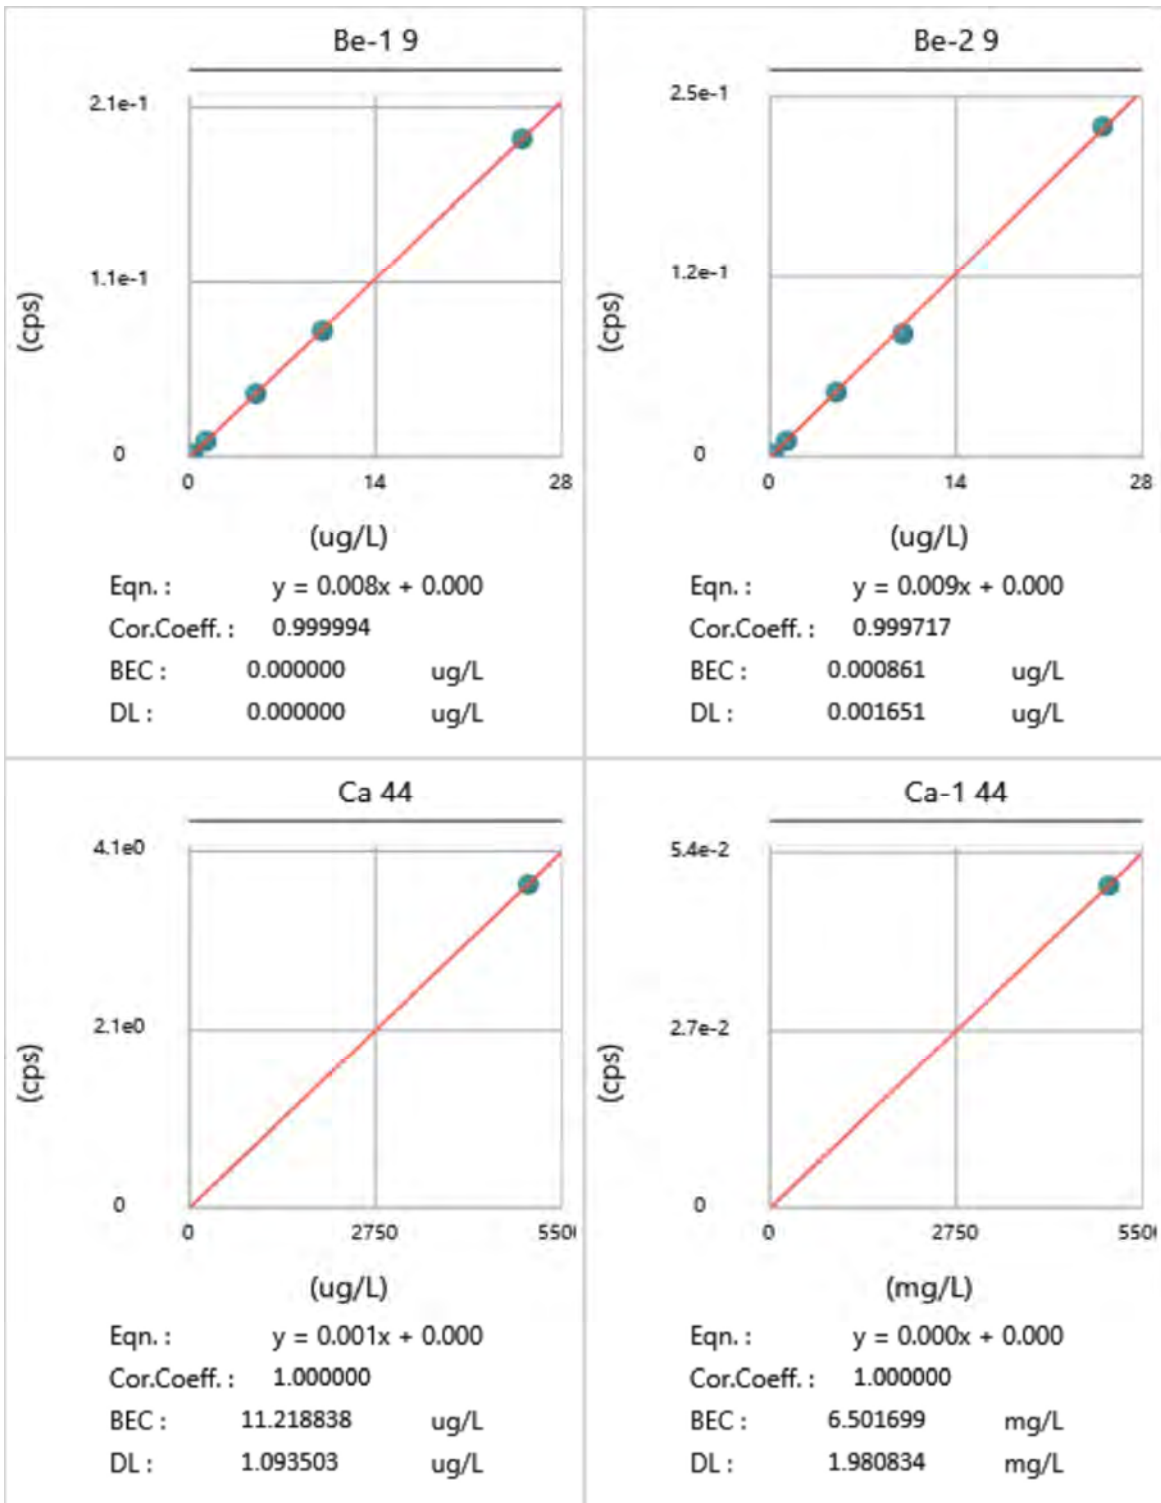 Be-1 9
2.1e-1
1.1e-1
0
(cps)
0 14 28
(ug/L)
Eqn. : y = 0.008x + 0.000
Cor.Coeff. : 0.999994
BEC : 0.000000 ug/L
DL : 0.000000 ug/L
Be-2 9
2.5e-1
1.2e-1
0
(cps)
0 14 28
(ug/L)
Eqn. : y = 0.009x + 0.000
Cor.Coeff. : 0.999717
BEC : 0.000861 ug/L
DL : 0.001651 ug/L
Ca 44
4.1e0
2.1e0
0
(cps)
0 2750 550
(ug/L)
Eqn. : y = 0.001x + 0.000
Cor.Coeff. : 1.000000
BEC : 11.218838 ug/L
DL : 1.093503 ug/L
Ca-1 44
5.4e-2
2.7e-2
0
(cps)
0 2750 550
(mg/L)
Eqn. : y = 0.000x + 0.000
Cor.Coeff. : 1.000000
BEC : 6.501699 mg/L
DL : 1.980834 mg/L